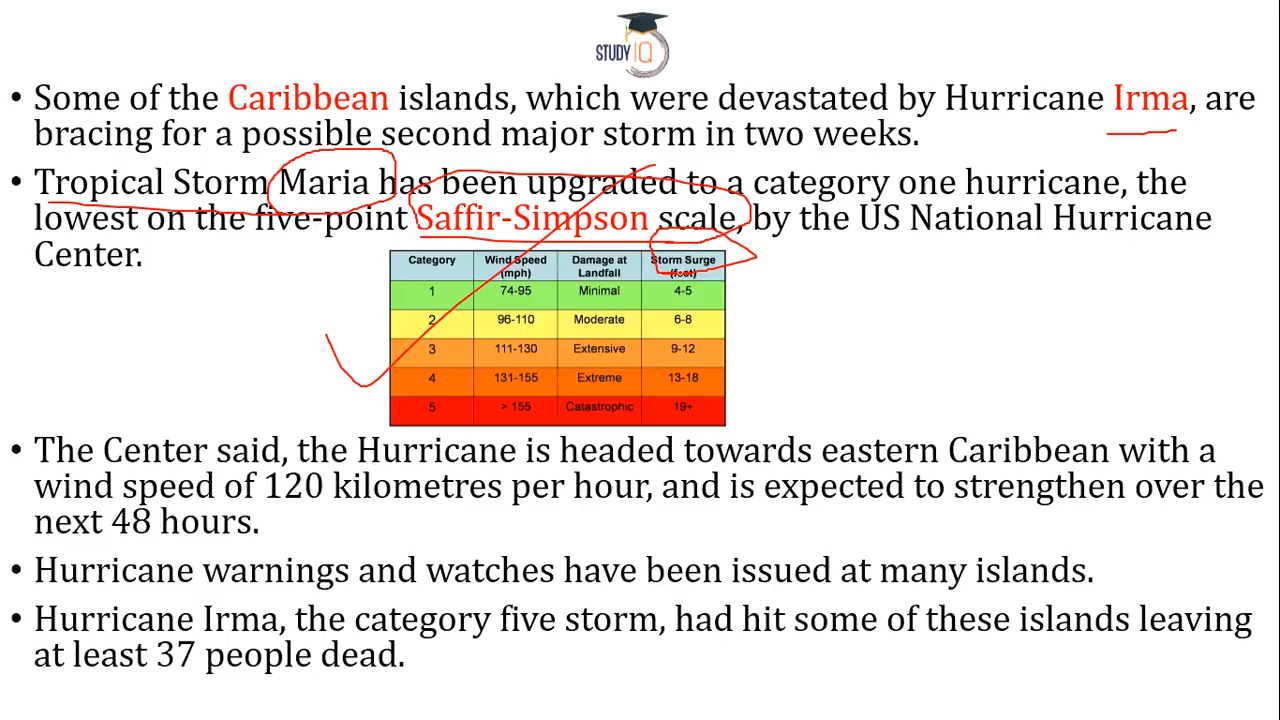 STUDY IQ
• Some of the Caribbean islands, which were devastated by Hurricane Irma, are
bracing for a possible second major storm in two weeks.
• Tropical Storm Maria has been upgraded to a category one hurricane, the
lowest on the five-point Saffir-Simpson scale, by the US National Hurricane
Center.
Category Wind Speed (mph) Damage at Landfall Storm Surge (feet)
1 74-95 Minimal 4-5
2 96-110 Moderate 6-8
3 111-130 Extensive 9-12
4 131-155 Extreme 13-18
5 > 155 Catastrophic 19+
• The Center said, the Hurricane is headed towards eastern Caribbean with a
wind speed of 120 kilometres per hour, and is expected to strengthen over the
next 48 hours.
• Hurricane warnings and watches have been issued at many islands.
• Hurricane Irma, the category five storm, had hit some of these islands leaving
at least 37 people dead.